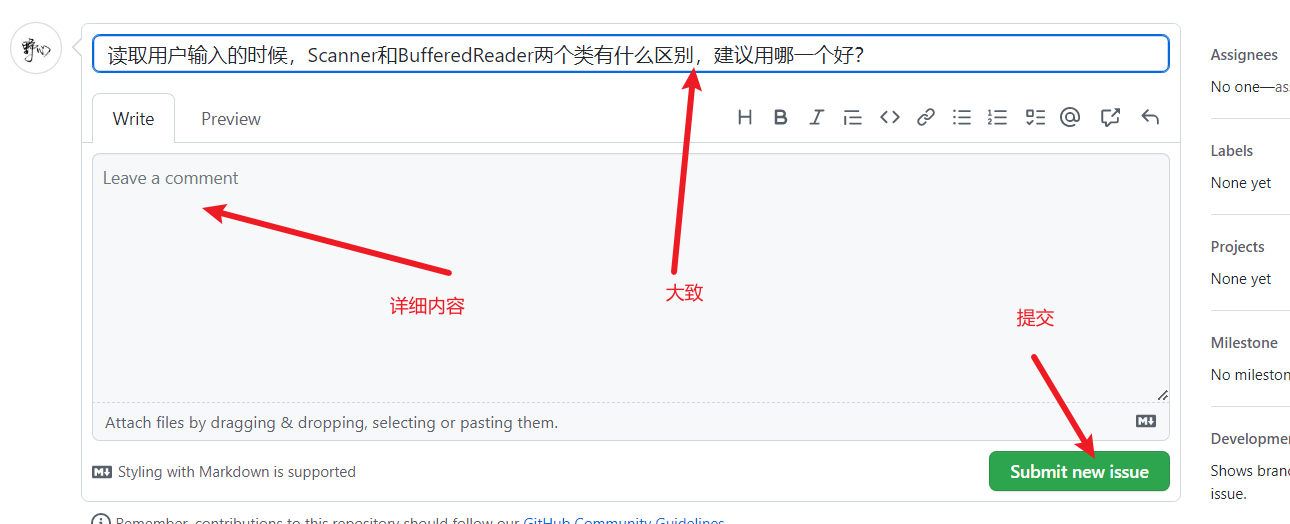 读取用户输入的时候，Scanner和BufferedReader两个类有什么区别，建议用哪一个好？
Write
Preview
Leave a comment
详细内容
大致
提交
Attach files by dragging & dropping, selecting or pasting them.
Styling with Markdown is supported
Submit new issue
Remember, contributions to this repository should follow our GitHub Community Guidelines.
Assignees
No one—as
Labels
None yet
Projects
None yet
Milestone
No mileston
Developme
Shows bran
issue.